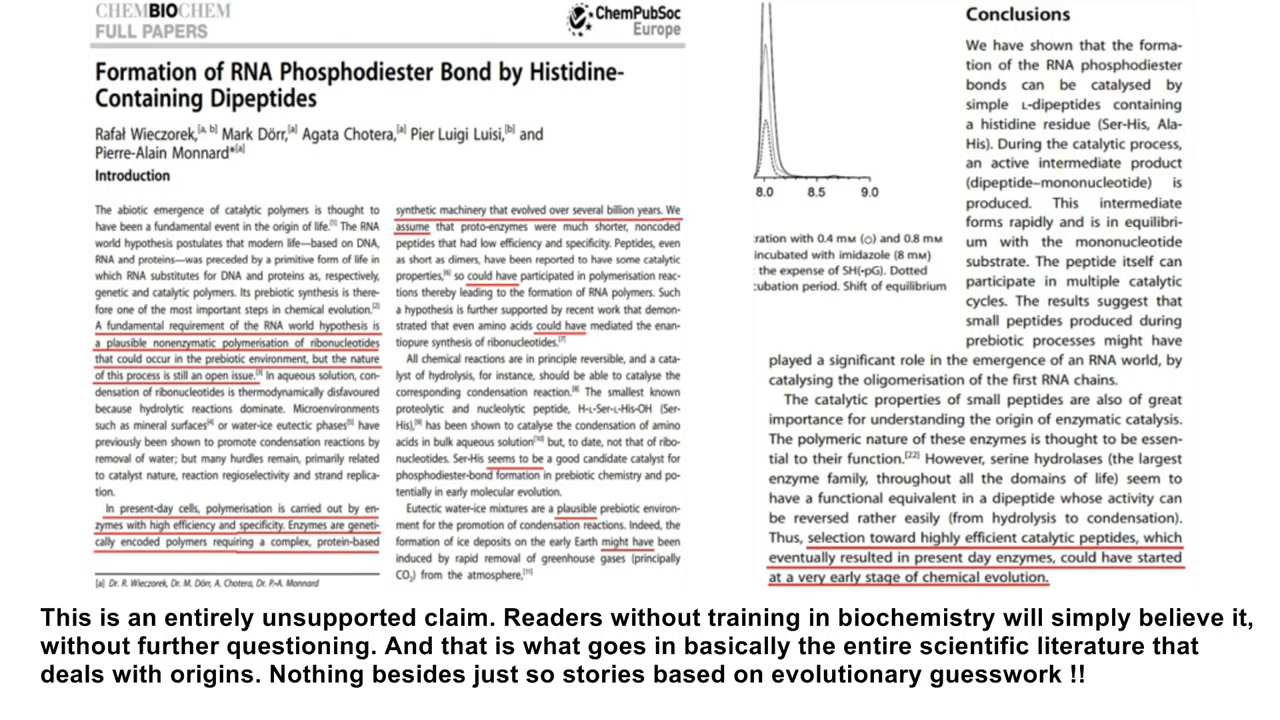 CHEMBIOCHEM
FULL PAPERS
ChemPubSoc
Europe
Formation of RNA Phosphodiester Bond by Histidine-
Containing Dipeptides
Rafał Wieczorek,[a, b] Mark Dörr,[a] Agata Chotera,[a] Pier Luigi Luisi,[b] and
Pierre-Alain Monnard*[a]
Introduction
The abiotic emergence of catalytic polymers is thought to
have been a fundamental event in the origin of life.[1] The RNA
world hypothesis postulates that modern life—based on DNA,
RNA and proteins—was preceded by a primitive form of life in
which RNA substitutes for DNA and proteins as, respectively,
genetic and catalytic polymers. Its prebiotic synthesis is there-
fore one of the most important steps in chemical evolution.[2]
A fundamental requirement of the RNA world hypothesis is
a plausible nonenzymatic polymerisation of ribonucleotides
that could occur in the prebiotic environment, but the nature
of this process is still an open issue.[3] In aqueous solution, con-
densation of ribonucleotides is thermodynamically disfavoured
because hydrolytic reactions dominate. Microenvironments
such as mineral surfaces[4] or water-ice eutectic phases[5] have
previously been shown to promote condensation reactions by
removal of water; but many hurdles remain, primarily related
to catalyst nature, reaction regioselectivity and strand replica-
tion.
In present-day cells, polymerisation is carried out by en-
zymes with high efficiency and specificity. Enzymes are geneti-
cally encoded polymers requiring a complex, protein-based
[a] Dr. R. Wieczorek, Dr. M. Dörr, A. Chotera, Dr. P.-A. Monnard
synthetic machinery that evolved over several billion years. We
assume that proto-enzymes were much shorter, noncoded
peptides that had low efficiency and specificity. Peptides, even
as short as dimers, have been reported to have some catalytic
properties,[6] so could have participated in polymerisation reac-
tions thereby leading to the formation of RNA polymers. Such
a hypothesis is further supported by recent work that demon-
strated that even amino acids could have mediated the enan-
tiopure synthesis of ribonucleotides.[7]
All chemical reactions are in principle reversible, and a cata-
lyst of hydrolysis, for instance, should be able to catalyse the
corresponding condensation reaction.[8] The smallest known
proteolytic and nucleolytic peptide, H-L-Ser-L-His-OH (Ser-
His),[9] has been shown to catalyse the condensation of amino
acids in bulk aqueous solution[10] but, to date, not that of ribo-
nucleotides. Ser-His seems to be a good candidate catalyst for
phosphodiester-bond formation in prebiotic chemistry and po-
tentially in early molecular evolution.
Eutectic water-ice mixtures are a plausible prebiotic environ-
ment for the promotion of condensation reactions. Indeed, the
formation of ice deposits on the early Earth might have been
induced by rapid removal of greenhouse gases (principally
CO2) from the atmosphere,[11]
8.0 8.5 9.0
ration with 0.4 mM (○) and 0.8 mM
incubated with imidazole (8 mM)
the expense of SH(-pG). Dotted
cubation period. Shift of equilibrium
Conclusions
We have shown that the forma-
tion of the RNA phosphodiester
bonds can be catalysed by
simple L-dipeptides containing
a histidine residue (Ser-His, Ala-
His). During the catalytic process,
an active intermediate product
(dipeptide–mononucleotide) is
produced. This intermediate
forms rapidly and is in equilibri-
um with the mononucleotide
substrate. The peptide itself can
participate in multiple catalytic
cycles. The results suggest that
small peptides produced during
prebiotic processes might have
played a significant role in the emergence of an RNA world, by
catalysing the oligomerisation of the first RNA chains.
The catalytic properties of small peptides are also of great
importance for understanding the origin of enzymatic catalysis.
The polymeric nature of these enzymes is thought to be essen-
tial to their function.[22] However, serine hydrolases (the largest
enzyme family, throughout all the domains of life) seem to
have a functional equivalent in a dipeptide whose activity can
be reversed rather easily (from hydrolysis to condensation).
Thus, selection toward highly efficient catalytic peptides, which
eventually resulted in present day enzymes, could have started
at a very early stage of chemical evolution.
This is an entirely unsupported claim. Readers without training in biochemistry will simply believe it,
without further questioning. And that is what goes in basically the entire scientific literature that
deals with origins. Nothing besides just so stories based on evolutionary guesswork !!